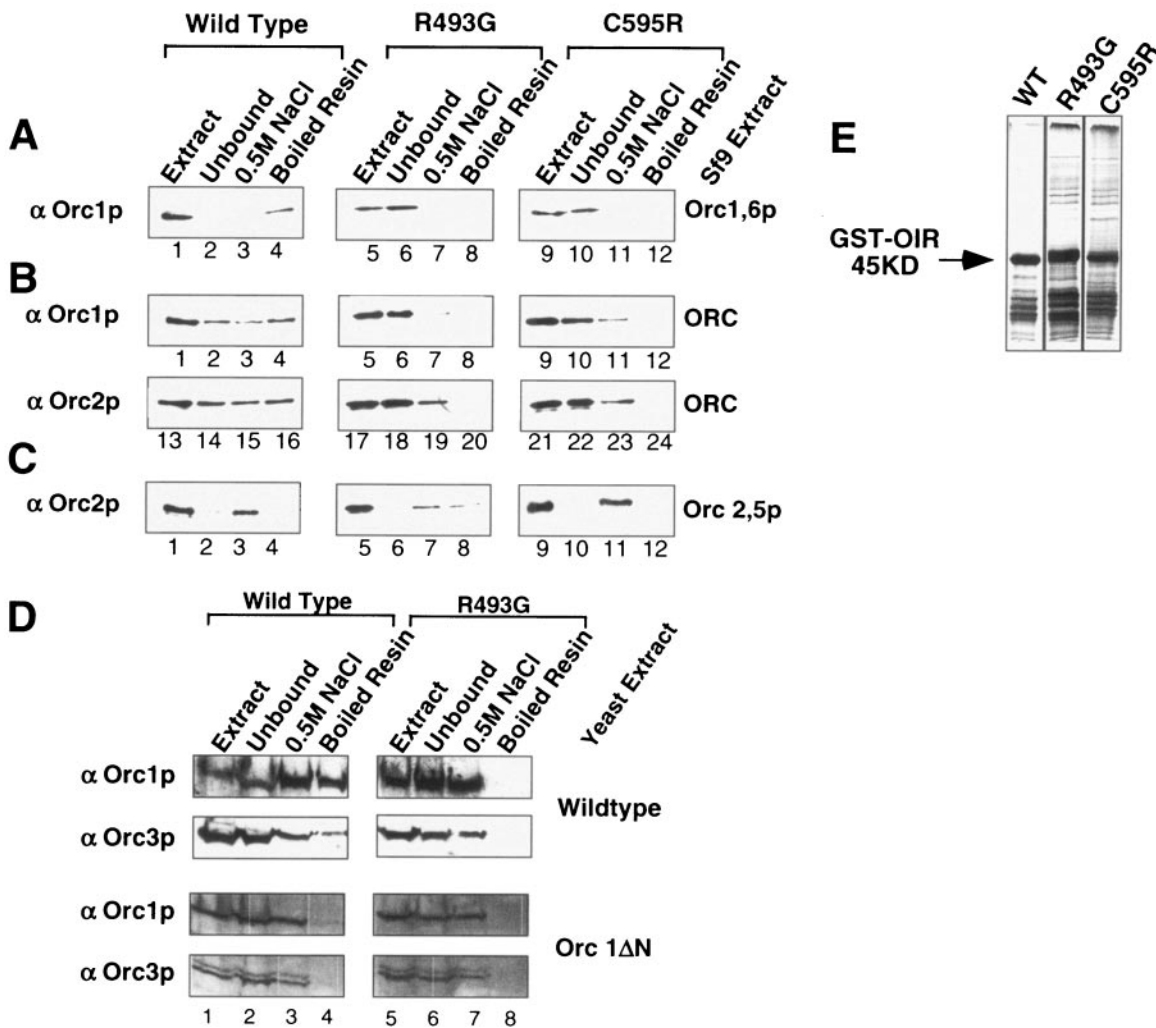 Wild Type
R493G
C595R
Extract
Unbound
0.5M NaCl
Boiled Resin
Extract
Unbound
0.5M NaCl
Boiled Resin
Extract
Unbound
0.5M NaCl
Boiled Resin
Sf9 Extract
A
α Orc1p
Orc1,6p
1 2 3 4 5 6 7 8 9 10 11 12
B
α Orc1p
ORC
1 2 3 4 5 6 7 8 9 10 11 12
α Orc2p
ORC
13 14 15 16 17 18 19 20 21 22 23 24
C
α Orc2p
Orc 2,5p
1 2 3 4 5 6 7 8 9 10 11 12
D
Wild Type
R493G
Extract
Unbound
0.5M NaCl
Boiled Resin
Extract
Unbound
0.5M NaCl
Boiled Resin
Yeast Extract
α Orc1p
Wildtype
α Orc3p
α Orc1p
Orc 1ΔN
α Orc3p
1 2 3 4 5 6 7 8
E
WT
R493G
C595R
GST-OIR
45KD